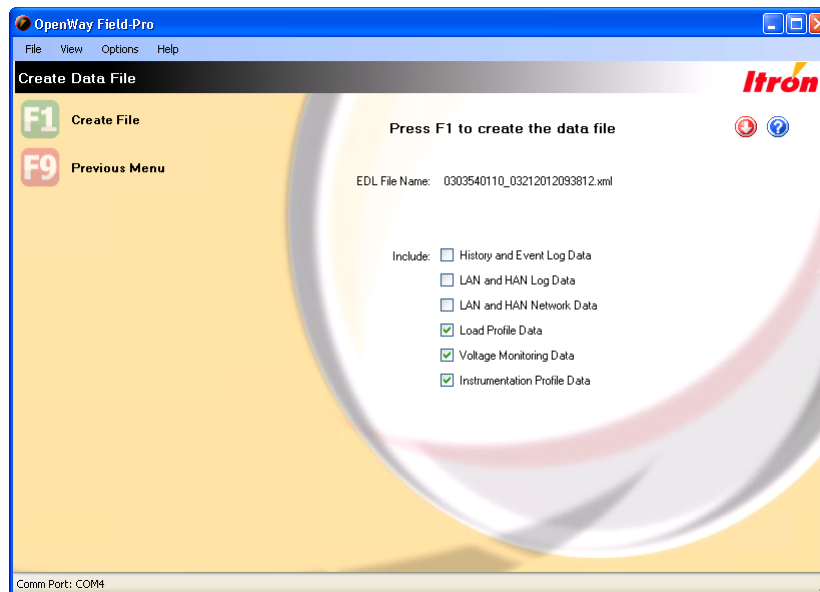 OpenWay Field-Pro
File View Options Help
Create Data File
Itrón
F1 Create File
F9 Previous Menu
Press F1 to create the data file
EDL File Name: 0303540110_03212012093812.xml
Include: History and Event Log Data
LAN and HAN Log Data
LAN and HAN Network Data
Load Profile Data
Voltage Monitoring Data
Instrumentation Profile Data
Comm Port: COM4